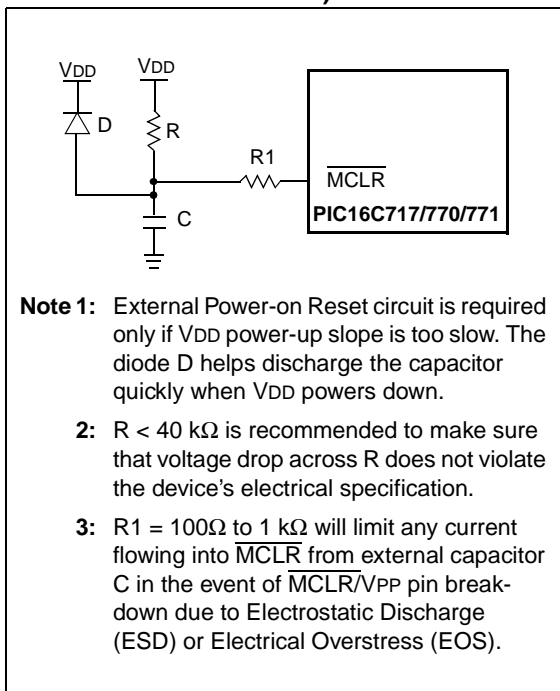 VDD VDD
D
R
R1
MCLR
C
PIC16C717/770/771
Note 1: External Power-on Reset circuit is required
only if VDD power-up slope is too slow. The
diode D helps discharge the capacitor
quickly when VDD powers down.
2: R < 40 kΩ is recommended to make sure
that voltage drop across R does not violate
the device's electrical specification.
3: R1 = 100Ω to 1 kΩ will limit any current
flowing into MCLR from external capacitor
C in the event of MCLR/VPP pin break-
down due to Electrostatic Discharge
(ESD) or Electrical Overstress (EOS).